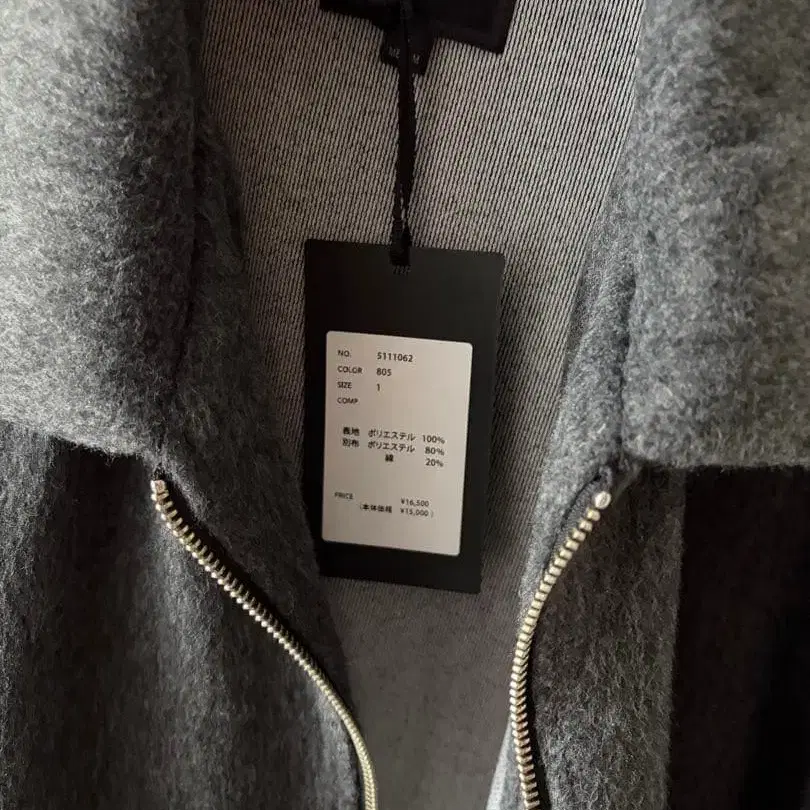 NO. 5111062
COLOR 805
SIZE 1
COMP.
表地 ポリエステル 100%
別布 ポリエステル 80%
綿 20%
PRICE ¥16,500
(本体価格 ¥15,000)